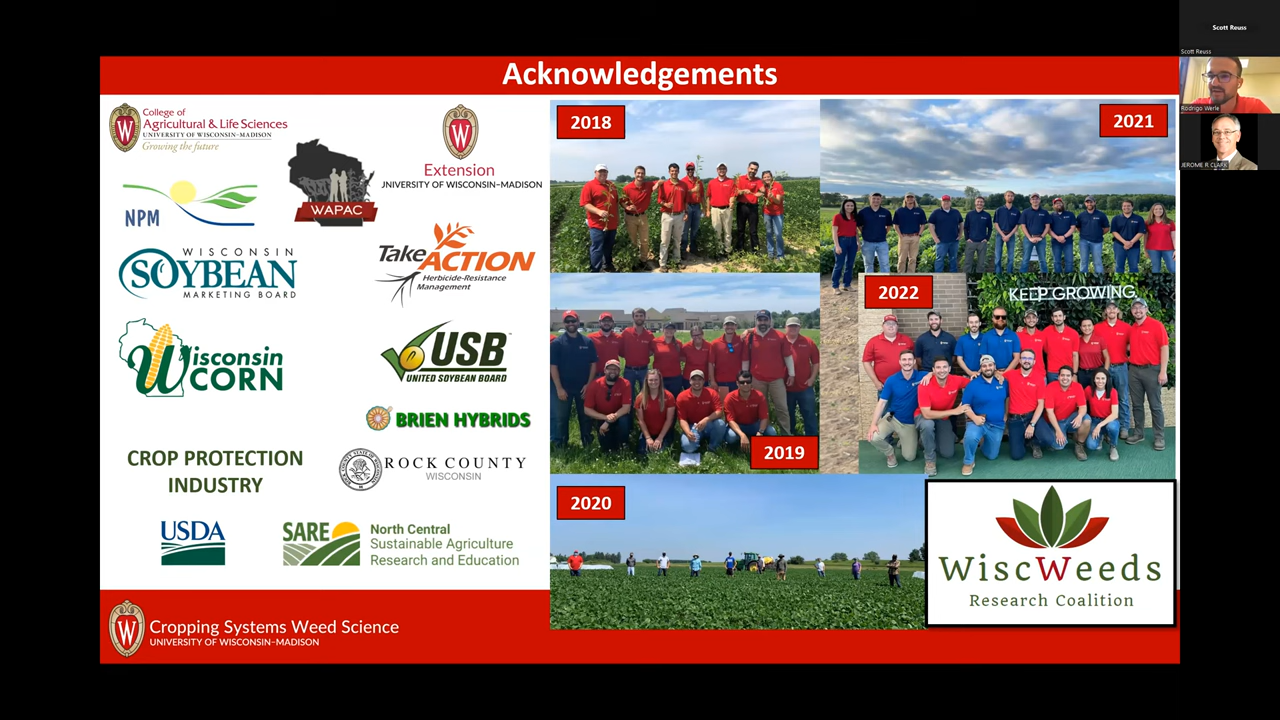 Acknowledgements
College of
Agricultural & Life Sciences
UNIVERSITY OF WISCONSIN-MADISON
Growing the future
WAPAC
Extension
UNIVERSITY OF WISCONSIN-MADISON
NPM
WISCONSIN
SOYBEAN
MARKETING BOARD
Take ACTION
Herbicide-Resistance
Management
Wisconsin
CORN
USB
UNITED SOYBEAN BOARD
BRIEN HYBRIDS
CROP PROTECTION
INDUSTRY
ROCK COUNTY
WISCONSIN
USDA
SARE
North Central
Sustainable Agriculture
Research and Education
2018
2021
2022
KEEP GROWING
2019
2020
WiscWeeds
Research Coalition
Cropping Systems Weed Science
UNIVERSITY OF WISCONSIN-MADISON
Scott Reuss
Scott Reuss
Rodrigo Werle
JEROME R CLARK